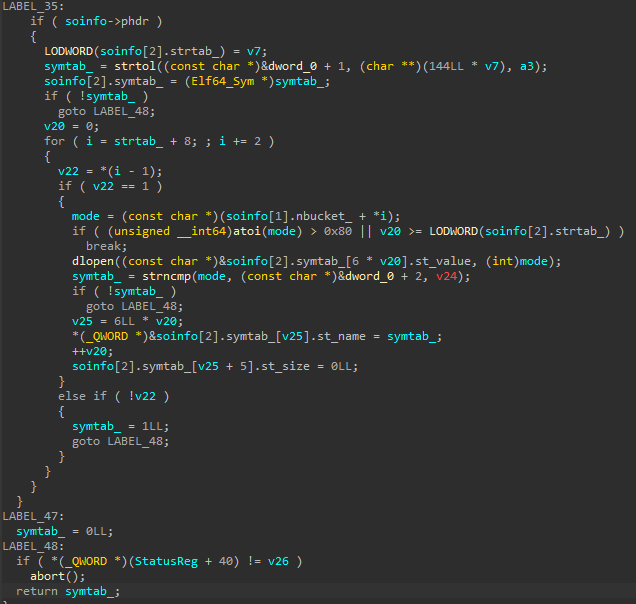 LABEL_35:
if ( soinfo->phdr )
{
LODWORD(soinfo[2].strtab_) = v7;
symtab_ = strtol((const char *)&dword_0 + 1, (char **)(144LL * v7), a3);
soinfo[2].symtab_ = (Elf64_Sym *)symtab_;
if ( !symtab_ )
goto LABEL_48;
v20 = 0;
for ( i = strtab_ + 8; ; i += 2 )
{
v22 = *(i - 1);
if ( v22 == 1 )
{
mode = (const char *)(soinfo[1].nbucket_ + *i);
if ( (unsigned __int64)atoi(mode) > 0x80 || v20 >= LODWORD(soinfo[2].strtab_) )
break;
dlopen((const char *)&soinfo[2].symtab_[6 * v20].st_value, (int)mode);
symtab_ = strncmp(mode, (const char *)&dword_0 + 2, v24);
if ( !symtab_ )
goto LABEL_48;
v25 = 6LL * v20;
*(_QWORD *)&soinfo[2].symtab_[v25].st_name = symtab_;
++v20;
soinfo[2].symtab_[v25 + 5].st_size = 0LL;
}
else if ( !v22 )
{
symtab_ = 1LL;
goto LABEL_48;
}
}
}
}
LABEL_47:
symtab_ = 0LL;
LABEL_48:
if ( *(_QWORD *)(StatusReg + 40) != v26 )
abort();
return symtab_;